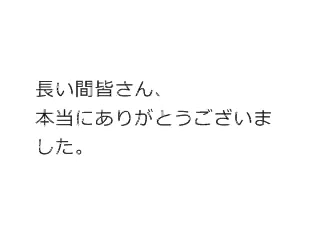 長い間皆さん、
本当にありがとうございま
した。